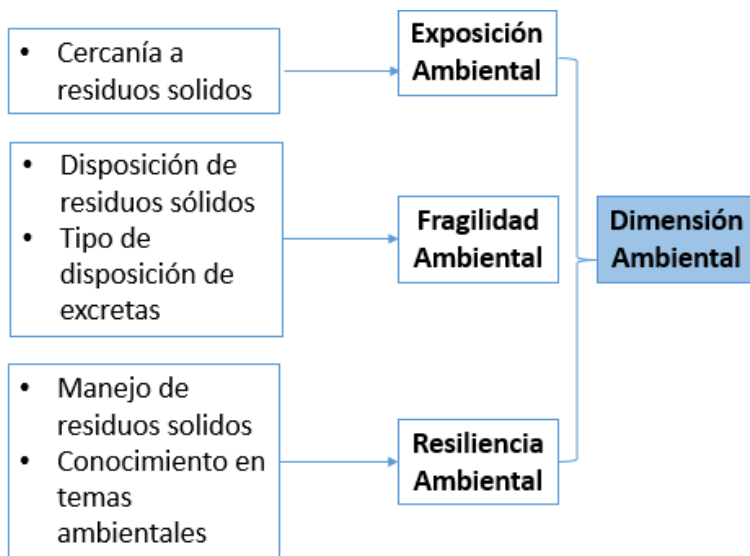 • Cercanía a
residuos solidos
Exposición
Ambiental
• Disposición de
residuos sólidos
• Tipo de
disposición de
excretas
Fragilidad
Ambiental
Dimensión
Ambiental
• Manejo de
residuos solidos
• Conocimiento en
temas
ambientales
Resiliencia
Ambiental